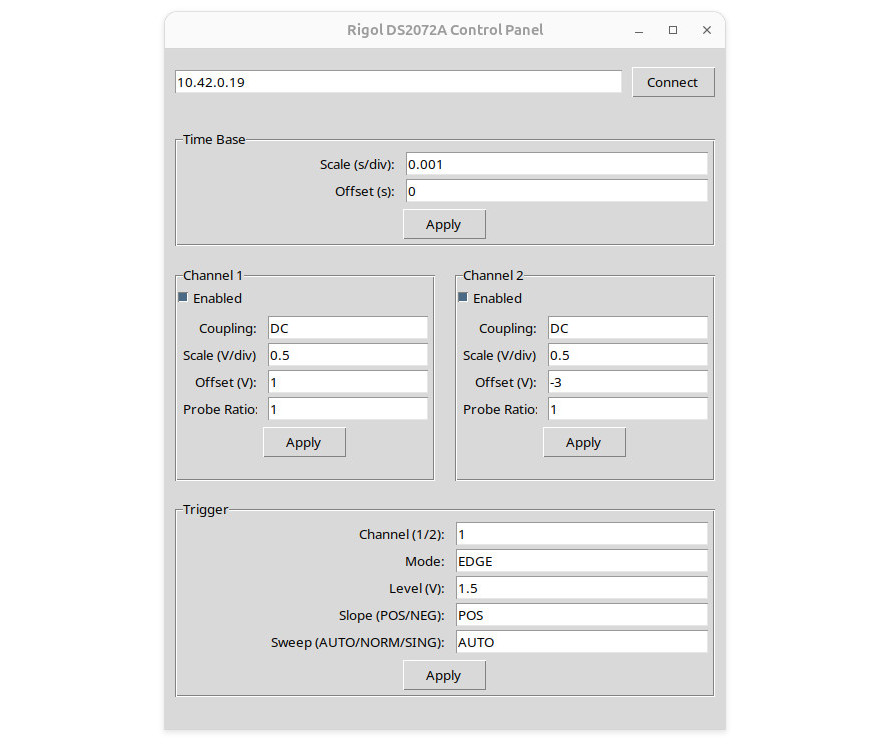 Rigol DS2072A Control Panel
10.42.0.19 Connect
Time Base
Scale (s/div): 0.001
Offset (s): 0
Apply
Channel 1
Enabled
Coupling: DC
Scale (V/div) 0.5
Offset (V): 1
Probe Ratio: 1
Apply
Channel 2
Enabled
Coupling: DC
Scale (V/div) 0.5
Offset (V): -3
Probe Ratio: 1
Apply
Trigger
Channel (1/2): 1
Mode: EDGE
Level (V): 1.5
Slope (POS/NEG): POS
Sweep (AUTO/NORM/SING): AUTO
Apply